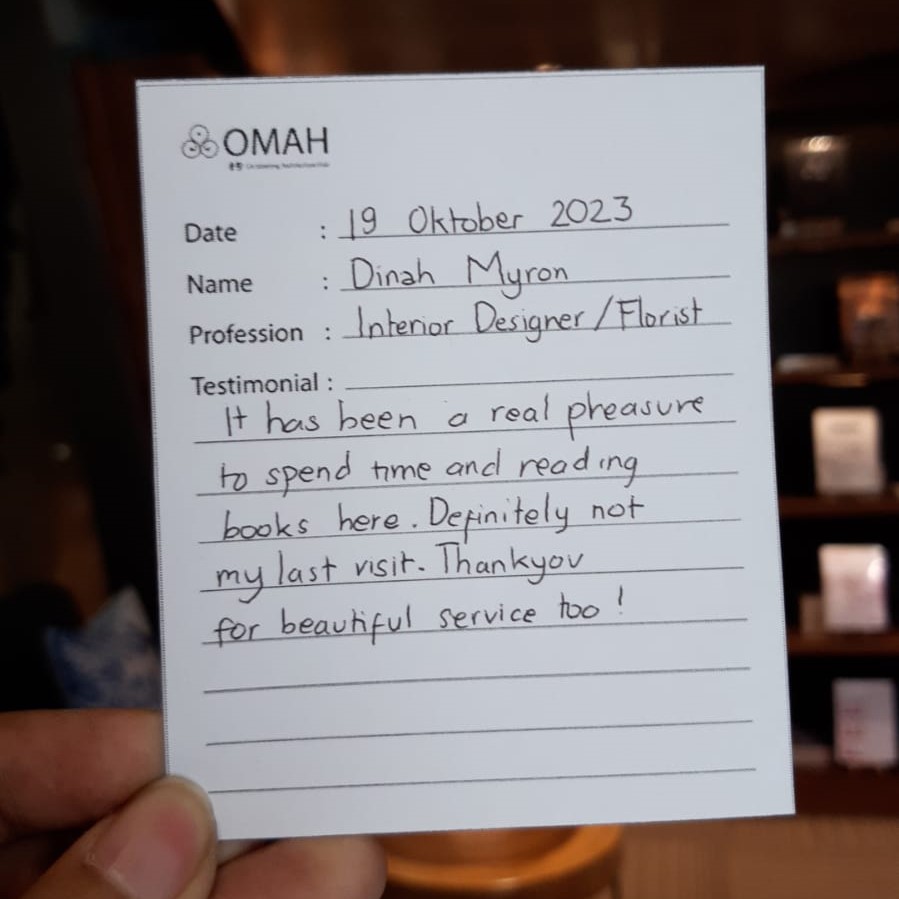 OMAH
Date : 19 Oktober 2023
Name : Dinah Myron
Profession : Interior Designer / Florist
Testimonial :
It has been a real pheasure
to spend time and reading
books here. Definitely not
my last visit. Thankyou
for beautiful service too !